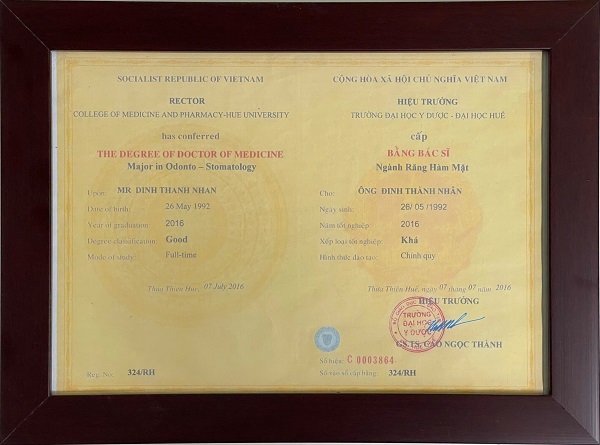 SOCIALIST REPUBLIC OF VIETNAM
RECTOR
COLLEGE OF MEDICINE AND PHARMACY-HUE UNIVERSITY
has conferred
THE DEGREE OF DOCTOR OF MEDICINE
Major in Odonto – Stomatology
Upon: MR DINH THANH NHAN
Date of birth: 26 May 1992
Year of graduation: 2016
Degree classification: Good
Mode of study: Full-time
Thua Thien Hue, 07 July 2016
Reg. No: 324/RH
CỘNG HÒA XÃ HỘI CHỦ NGHĨA VIỆT NAM
HIỆU TRƯỞNG
TRƯỜNG ĐẠI HỌC Y DƯỢC - ĐẠI HỌC HUẾ
cấp
BẰNG BÁC SĨ
Ngành Răng Hàm Mặt
Cho: ÔNG ĐINH THÀNH NHÂN
Ngày sinh: 26/ 05 /1992
Năm tốt nghiệp: 2016
Xếp loại tốt nghiệp: Khá
Hình thức đào tạo: Chính quy
Thừa Thiên Huế, ngày 07 tháng 07 năm 2016
HIỆU TRƯỞNG
TRƯỜNG
ĐẠI HỌC
Y DƯỢC
GS.TS. CAO NGỌC THÀNH
Số hiệu: C 0003864
Số vào sổ cấp bằng: 324/RH